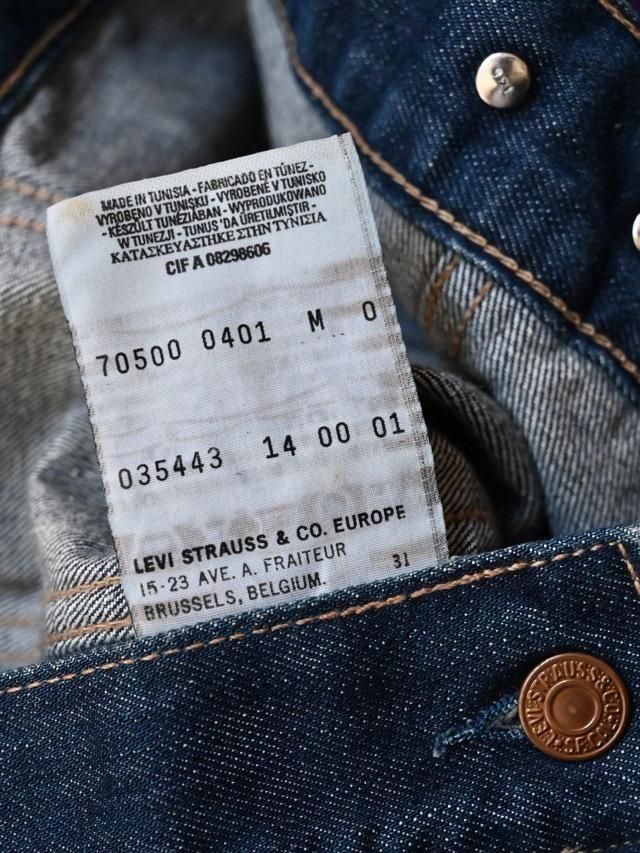 MADE IN TUNISIA - FABRICADO EN TÚNEZ -
VYROBENO V TUNISKU - VYROBENÉ V TUNISKO
- KÉSZÜLT TUNÉZIÁBAN - WYPRODUKOWANO
W TUNEZJI - TUNUS'DA ÜRETILMIŞTIR -
ΚΑΤΑΣΚΕΥΑΣΤΗΚΕ ΣΤΗΝ ΤΥΝΗΣΙΑ
CIF A 08298606
70500 0401 M 0
035443 14 00 01
LEVI STRAUSS & CO. EUROPE
15-23 AVE. A. FRAITEUR 31
BRUSSELS, BELGIUM.
LEVI STRAUSS & CO